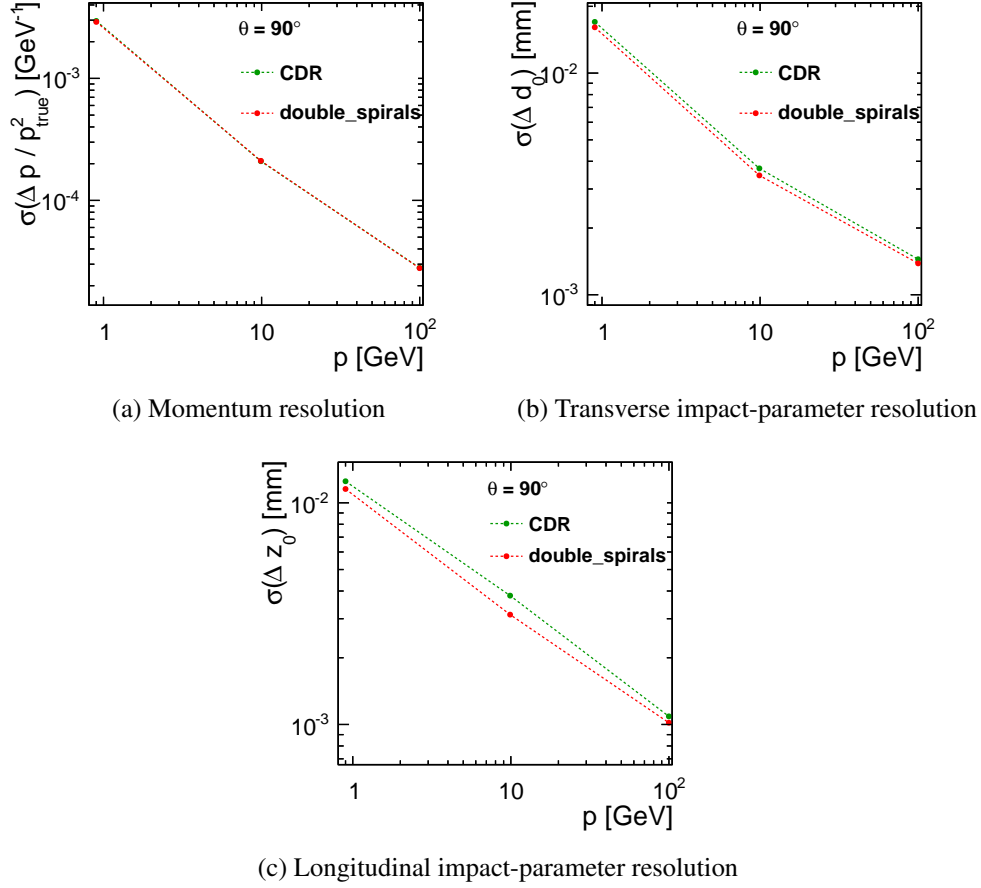 σ(Δ p / p²_true) [GeV⁻¹]
10⁻³
10⁻⁴
θ = 90°
CDR
double_spirals
1
10
10²
p [GeV]
(a) Momentum resolution
σ(Δ d₀) [mm]
10⁻²
10⁻³
θ = 90°
CDR
double_spirals
1
10
10²
p [GeV]
(b) Transverse impact-parameter resolution
σ(Δ z₀) [mm]
10⁻²
10⁻³
θ = 90°
CDR
double_spirals
1
10
10²
p [GeV]
(c) Longitudinal impact-parameter resolution